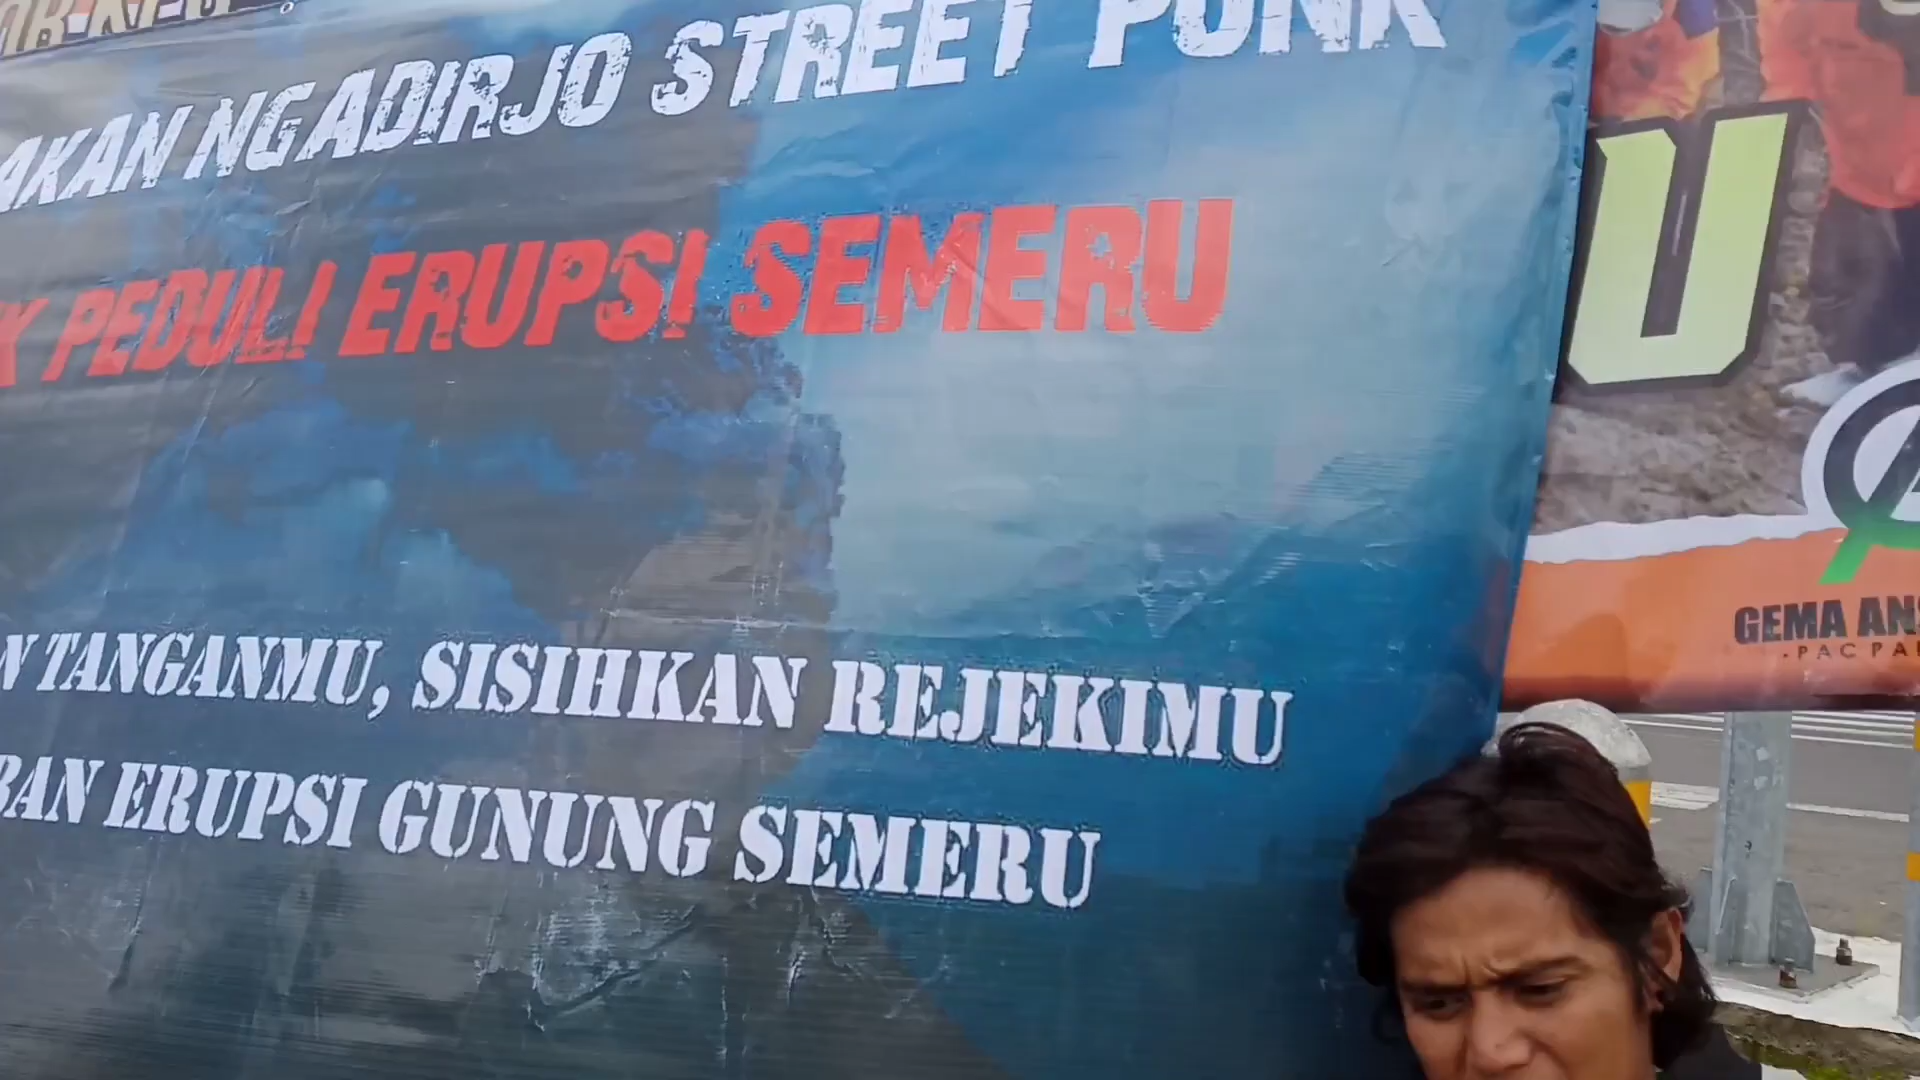 AKAN NGADIRJO STREET PUNK
K PEDULI ERUPSI SEMERU
N TANGANMU, SISIHKAN REJEKIMU
BAN ERUPSI GUNUNG SEMERU
U
GEMA AN
PAC PA